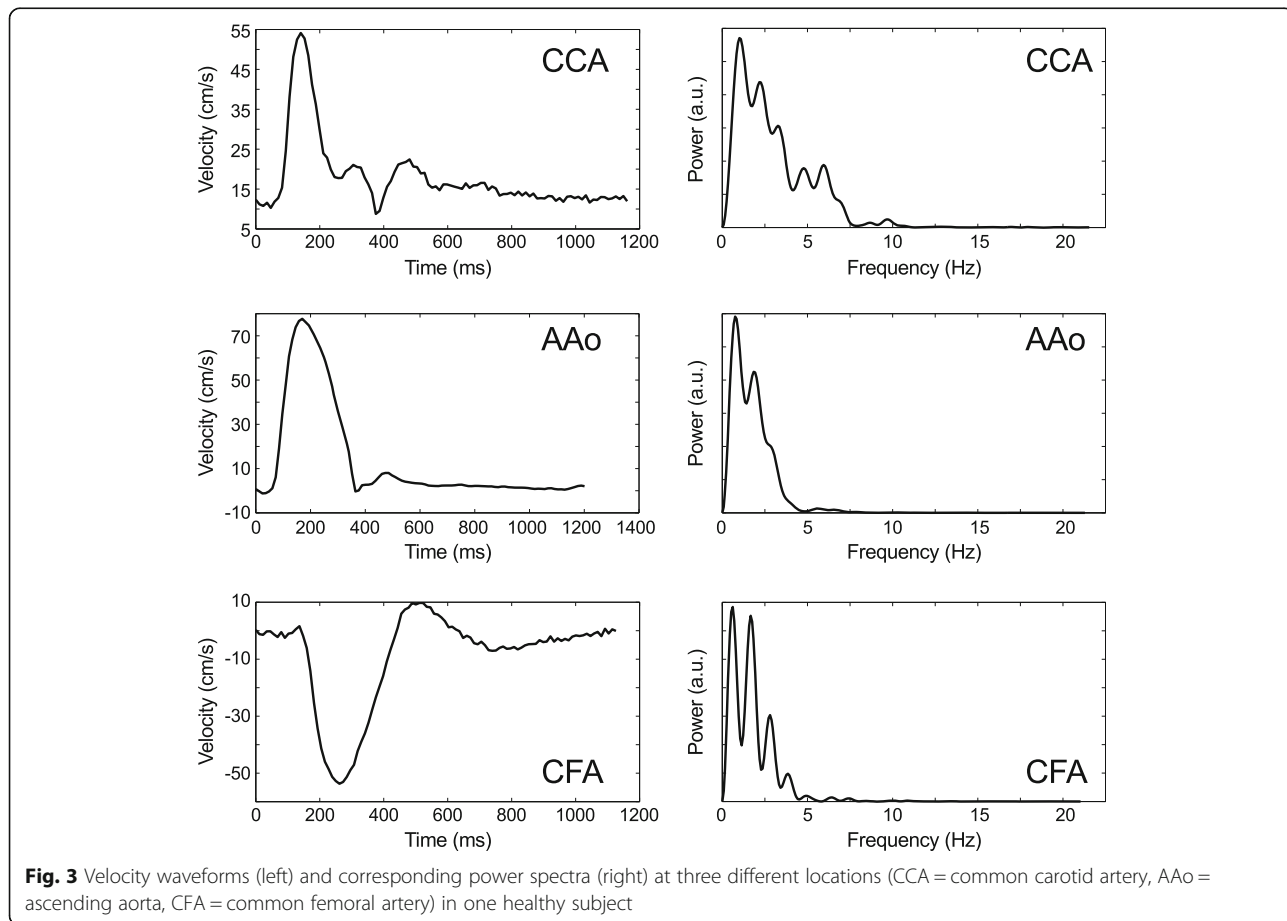 55
45
35
25
15
5
Velocity (cm/s)
CCA
0 200 400 600 800 1000 1200
Time (ms)
Power (a.u.)
CCA
0 5 10 15 20
Frequency (Hz)
70
50
30
10
-10
Velocity (cm/s)
AAo
0 200 400 600 800 1000 1200 1400
Time (ms)
Power (a.u.)
AAo
0 5 10 15 20
Frequency (Hz)
10
-10
-30
-50
Velocity (cm/s)
CFA
0 200 400 600 800 1000 1200
Time (ms)
Power (a.u.)
CFA
0 5 10 15 20
Frequency (Hz)
Fig. 3 Velocity waveforms (left) and corresponding power spectra (right) at three different locations (CCA = common carotid artery, AAo =
ascending aorta, CFA = common femoral artery) in one healthy subject